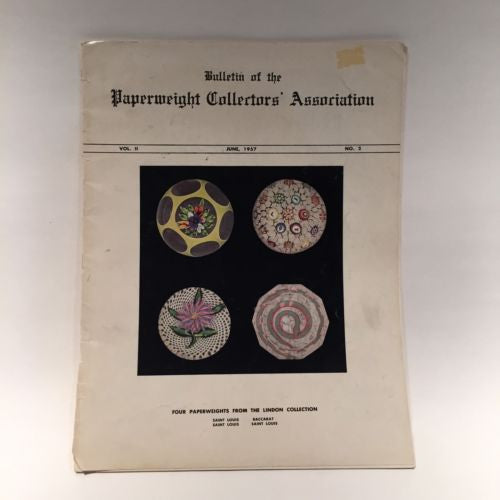 Bulletin of the
Paperweight Collectors' Association
VOL. II JUNE, 1957 NO. 2
FOUR PAPERWEIGHTS FROM THE LINDON COLLECTION
SAINT LOUIS BACCARAT
SAINT LOUIS SAINT LOUIS